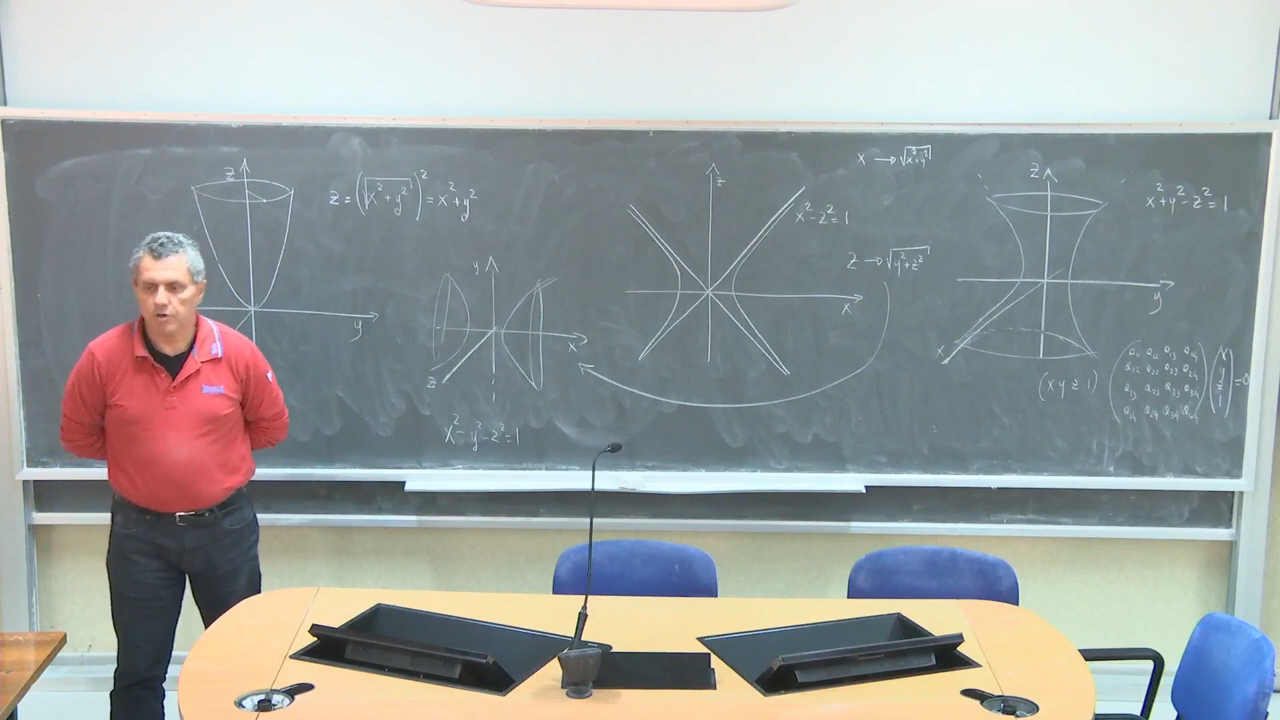 z
z = (√x²+y²)² = x²+y²
y
y
x
z
x²-y²-z²=1
z
x²-z²=1
x
x → √x²+y²
z → √y²+z²
z
x²+y²-z²=1
y
x
(x y z 1)
a₁₁ a₁₂ a₁₃ a₁₄ x
a₂₂ a₂₃ a₂₄ y
a₁₃ a₂₃ a₃₃ a₃₄ z =0
a₁₄ a₂₄ a₃₄ a₄₄ 1